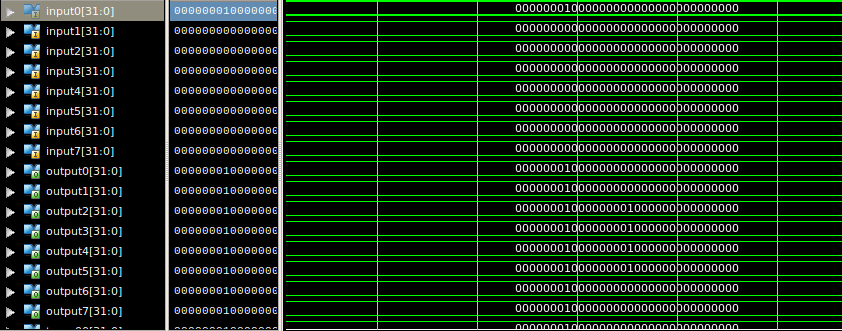 input0[31:0] 000000010000000 00000001000000000000000000000000
input1[31:0] 000000000000000 00000000000000000000000000000000
input2[31:0] 000000000000000 00000000000000000000000000000000
input3[31:0] 000000000000000 00000000000000000000000000000000
input4[31:0] 000000000000000 00000000000000000000000000000000
input5[31:0] 000000000000000 00000000000000000000000000000000
input6[31:0] 000000000000000 00000000000000000000000000000000
input7[31:0] 000000000000000 00000000000000000000000000000000
output0[31:0] 000000010000000 00000001000000000000000000000000
output1[31:0] 000000010000000 00000001000000000000000000000000
output2[31:0] 000000010000000 00000001000000001000000000000000
output3[31:0] 000000010000000 00000001000000001000000000000000
output4[31:0] 000000010000000 00000001000000001000000000000000
output5[31:0] 000000010000000 00000001000000001000000000000000
output6[31:0] 000000010000000 00000001000000000000000000000000
output7[31:0] 000000010000000 00000001000000000000000000000000